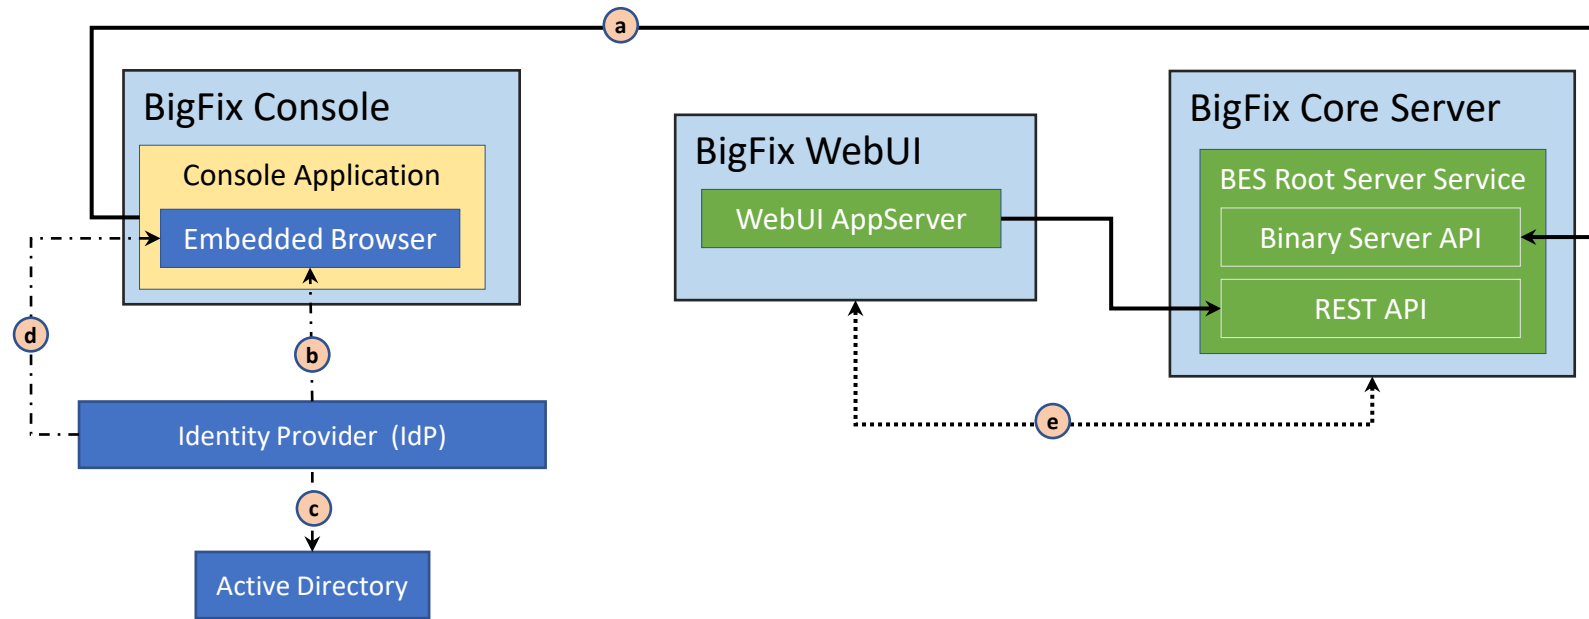 a
BigFix Console
Console Application
Embedded Browser
BigFix WebUI
WebUI AppServer
BigFix Core Server
BES Root Server Service
Binary Server API
REST API
d
b
Identity Provider (IdP)
e
c
Active Directory